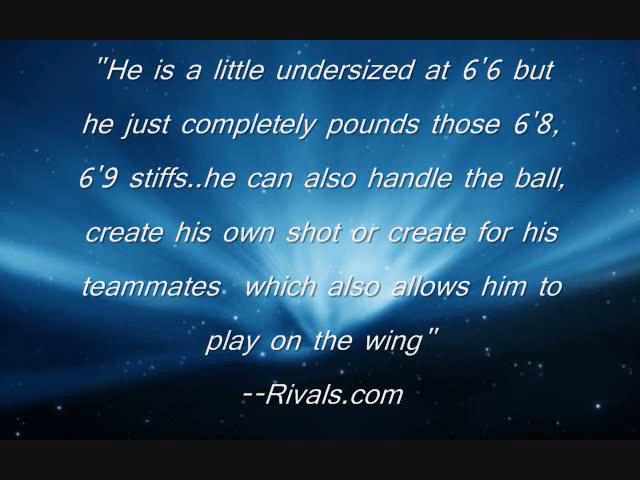 "He is a little undersized at 6'6 but
he just completely pounds those 6'8,
6'9 stiffs..he can also handle the ball,
create his own shot or create for his
teammates which also allows him to
play on the wing"
--Rivals.com